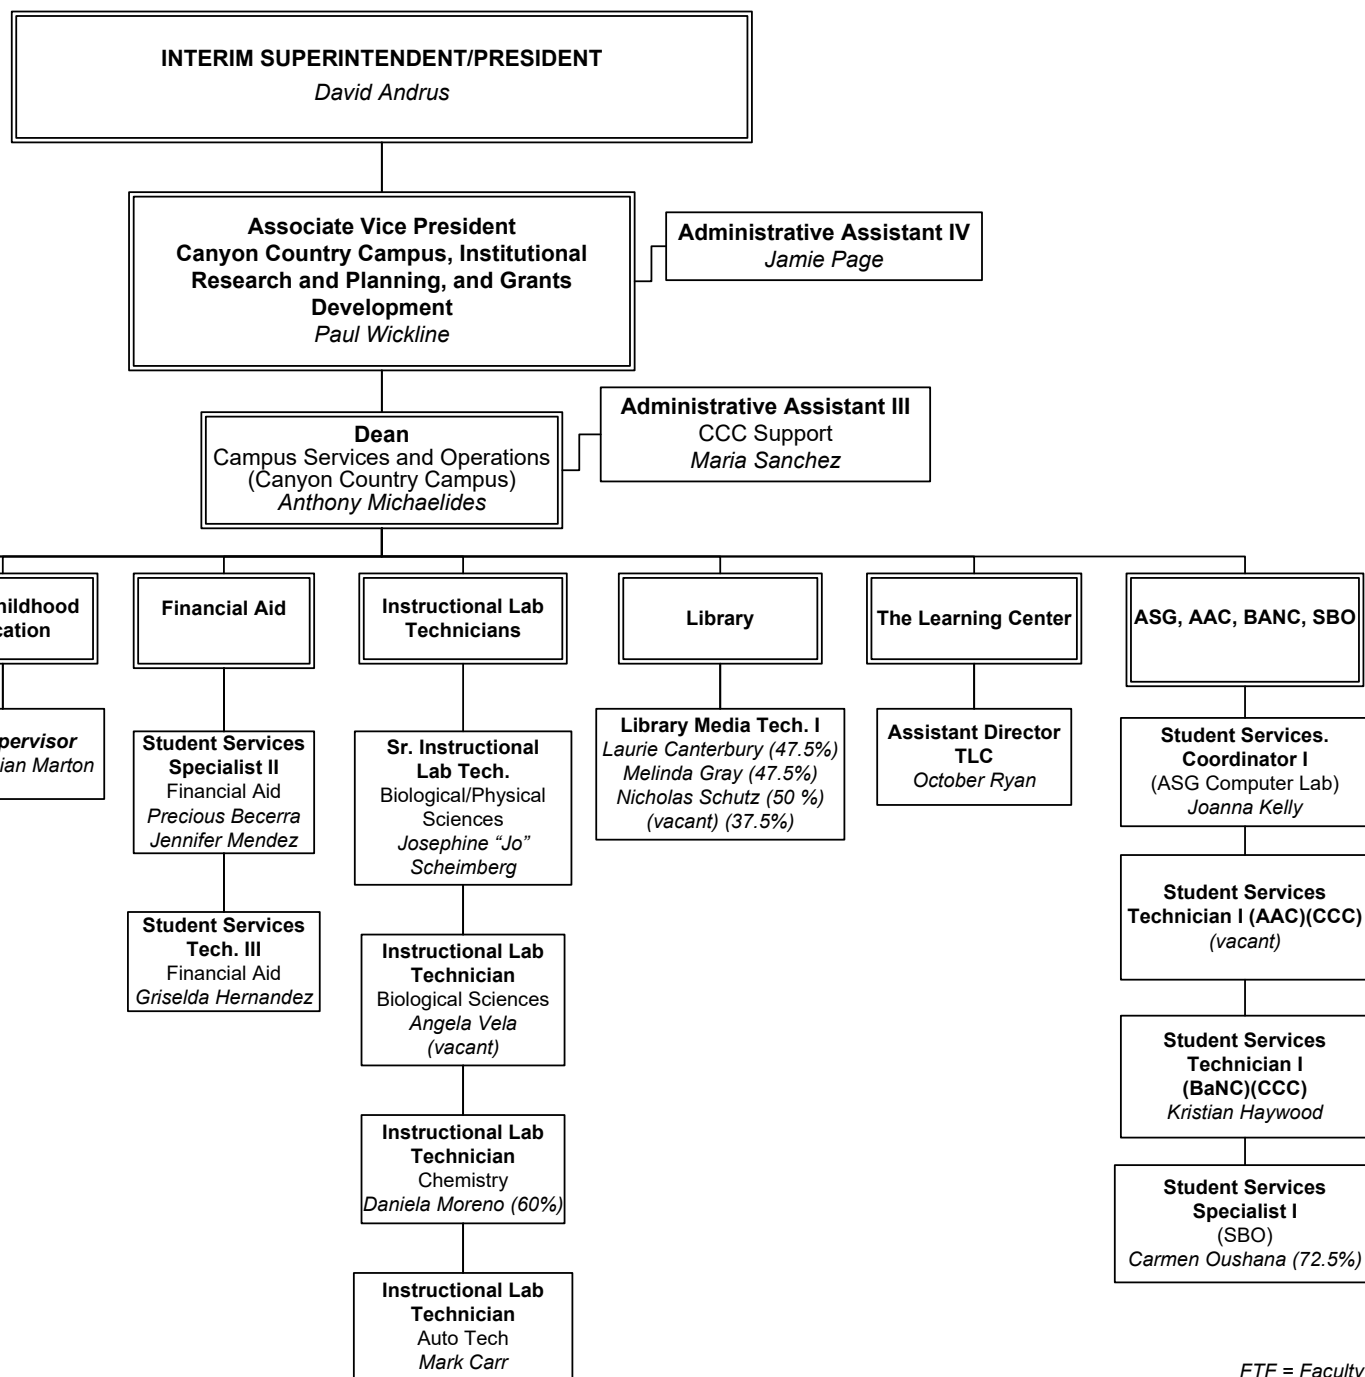 INTERIM SUPERINTENDENT/PRESIDENT
David Andrus
Associate Vice President
Canyon Country Campus, Institutional
Research and Planning, and Grants
Development
Paul Wickline
Administrative Assistant IV
Jamie Page
Dean
Campus Services and Operations
(Canyon Country Campus)
Anthony Michaelides
Administrative Assistant III
CCC Support
Maria Sanchez
Financial Aid
Student Services
Specialist II
Financial Aid
Precious Becerra
Jennifer Mendez
Student Services
Tech. III
Financial Aid
Griselda Hernandez
Instructional Lab
Technicians
Sr. Instructional
Lab Tech.
Biological/Physical
Sciences
Josephine “Jo”
Scheimberg
Instructional Lab
Technician
Biological Sciences
Angela Vela
(vacant)
Instructional Lab
Technician
Chemistry
Daniela Moreno (60%)
Instructional Lab
Technician
Auto Tech
Mark Carr
Library
Library Media Tech. I
Laurie Canterbury (47.5%)
Melinda Gray (47.5%)
Nicholas Schutz (50 %)
(vacant) (37.5%)
The Learning Center
Assistant Director
TLC
October Ryan
ASG, AAC, BANC, SBO
Student Services.
Coordinator I
(ASG Computer Lab)
Joanna Kelly
Student Services
Technician I (AAC)(CCC)
(vacant)
Student Services
Technician I
(BaNC)(CCC)
Kristian Haywood
Student Services
Specialist I
(SBO)
Carmen Oushana (72.5%)
Marton
FTF = Faculty